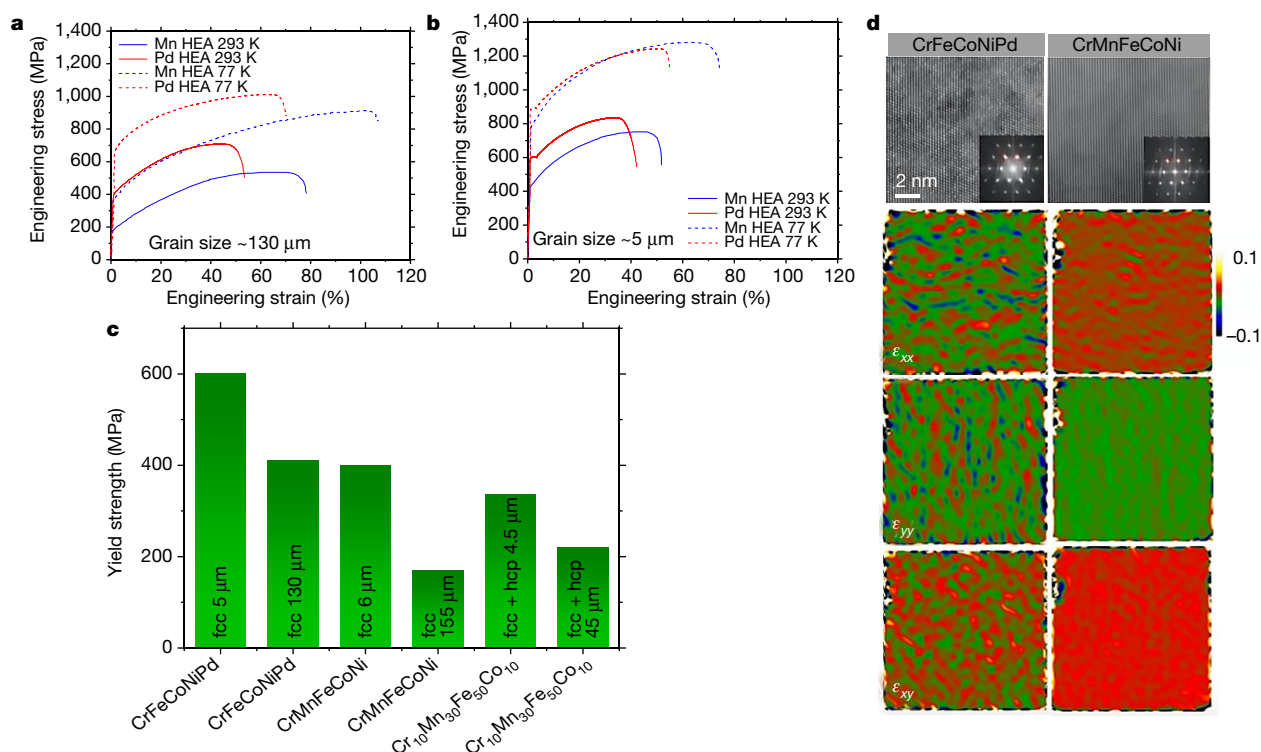 a
Engineering stress (MPa)
1,400
1,200
1,000
800
600
400
200
0
Mn HEA 293 K
Pd HEA 293 K
Mn HEA 77 K
Pd HEA 77 K
Grain size ~130 μm
0 20 40 60 80 100 120
Engineering strain (%)
b
Engineering stress (MPa)
1,400
1,200
1,000
800
600
400
200
0
Mn HEA 293 K
Pd HEA 293 K
Mn HEA 77 K
Pd HEA 77 K
Grain size ~5 μm
0 20 40 60 80 100 120
Engineering strain (%)
c
Yield strength (MPa)
600
400
200
0
fcc 5 μm
fcc 130 μm
fcc 6 μm
fcc
155 μm
fcc + hcp 4.5 μm
fcc + hcp
45 μm
CrFeCoNiPd
CrFeCoNiPd
CrMnFeCoNi
CrMnFeCoNi
Cr₁₀Mn₃₀Fe₅₀Co₁₀
Cr₁₀Mn₃₀Fe₅₀Co₁₀
d
CrFeCoNiPd CrMnFeCoNi
2 nm
0.1
−0.1
εxx
εyy
εxy